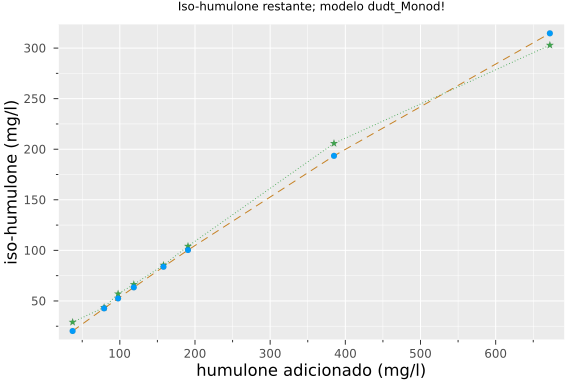 Iso-humulone restante; modelo dudt_Monod!
iso-humulone (mg/l)
300
250
200
150
100
50
100 200 300 400 500 600
humulone adicionado (mg/l)